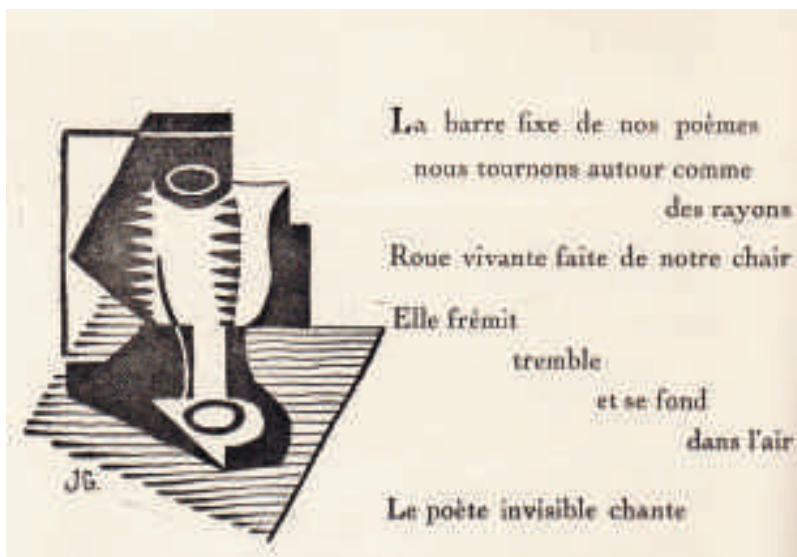 La barre fixe de nos poèmes
nous tournons autour comme
des rayons
Roue vivante faite de notre chair
Elle frémit
tremble
et se fond
dans l'air
Le poète invisible chante
JG.